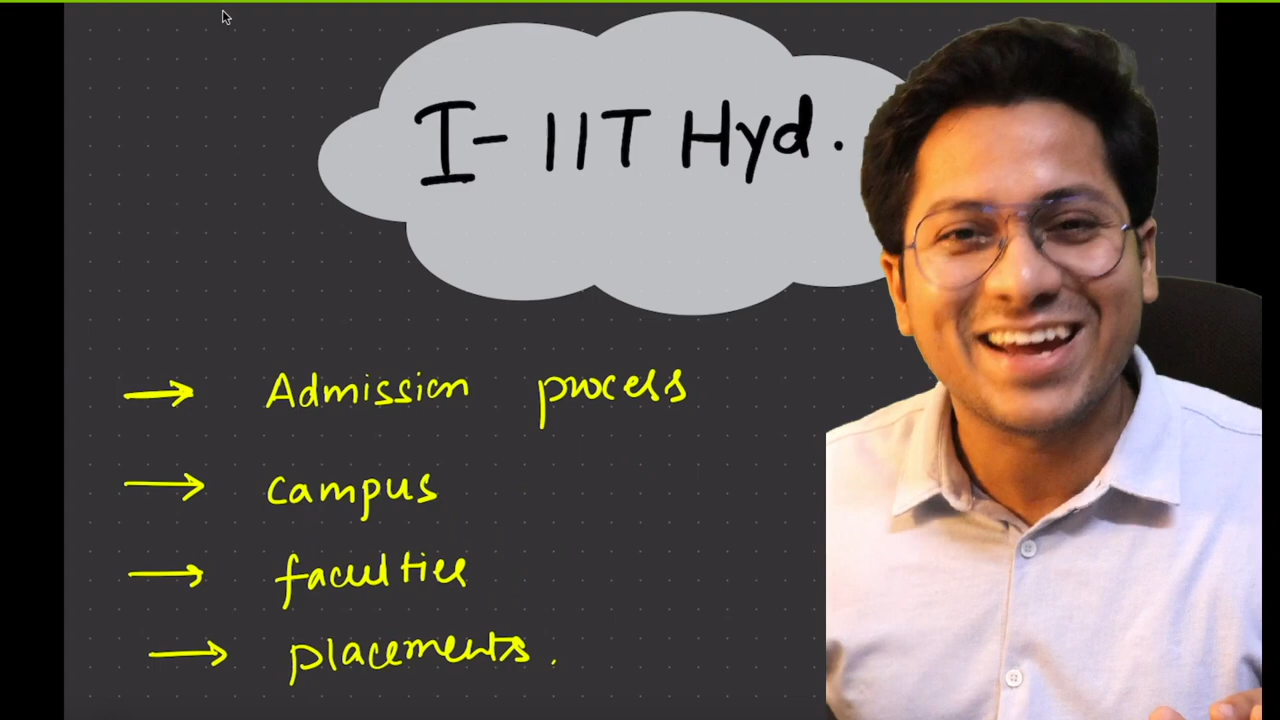 I-IIT Hyd.
→ Admission process
→ campus
→ faculties
→ placements.